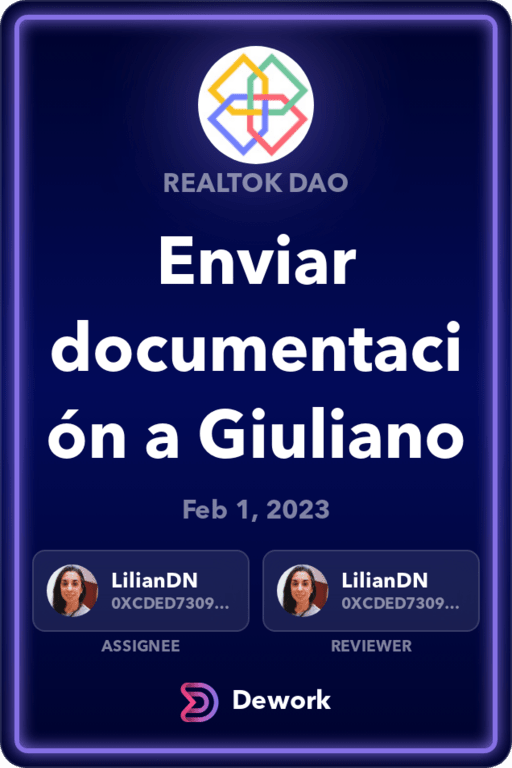 REALTOK DAO
Enviar
documentaci
ón a Giuliano
Feb 1, 2023
LilianDN
0XCDED7309...
ASSIGNEE
LilianDN
0XCDED7309...
REVIEWER
Dework